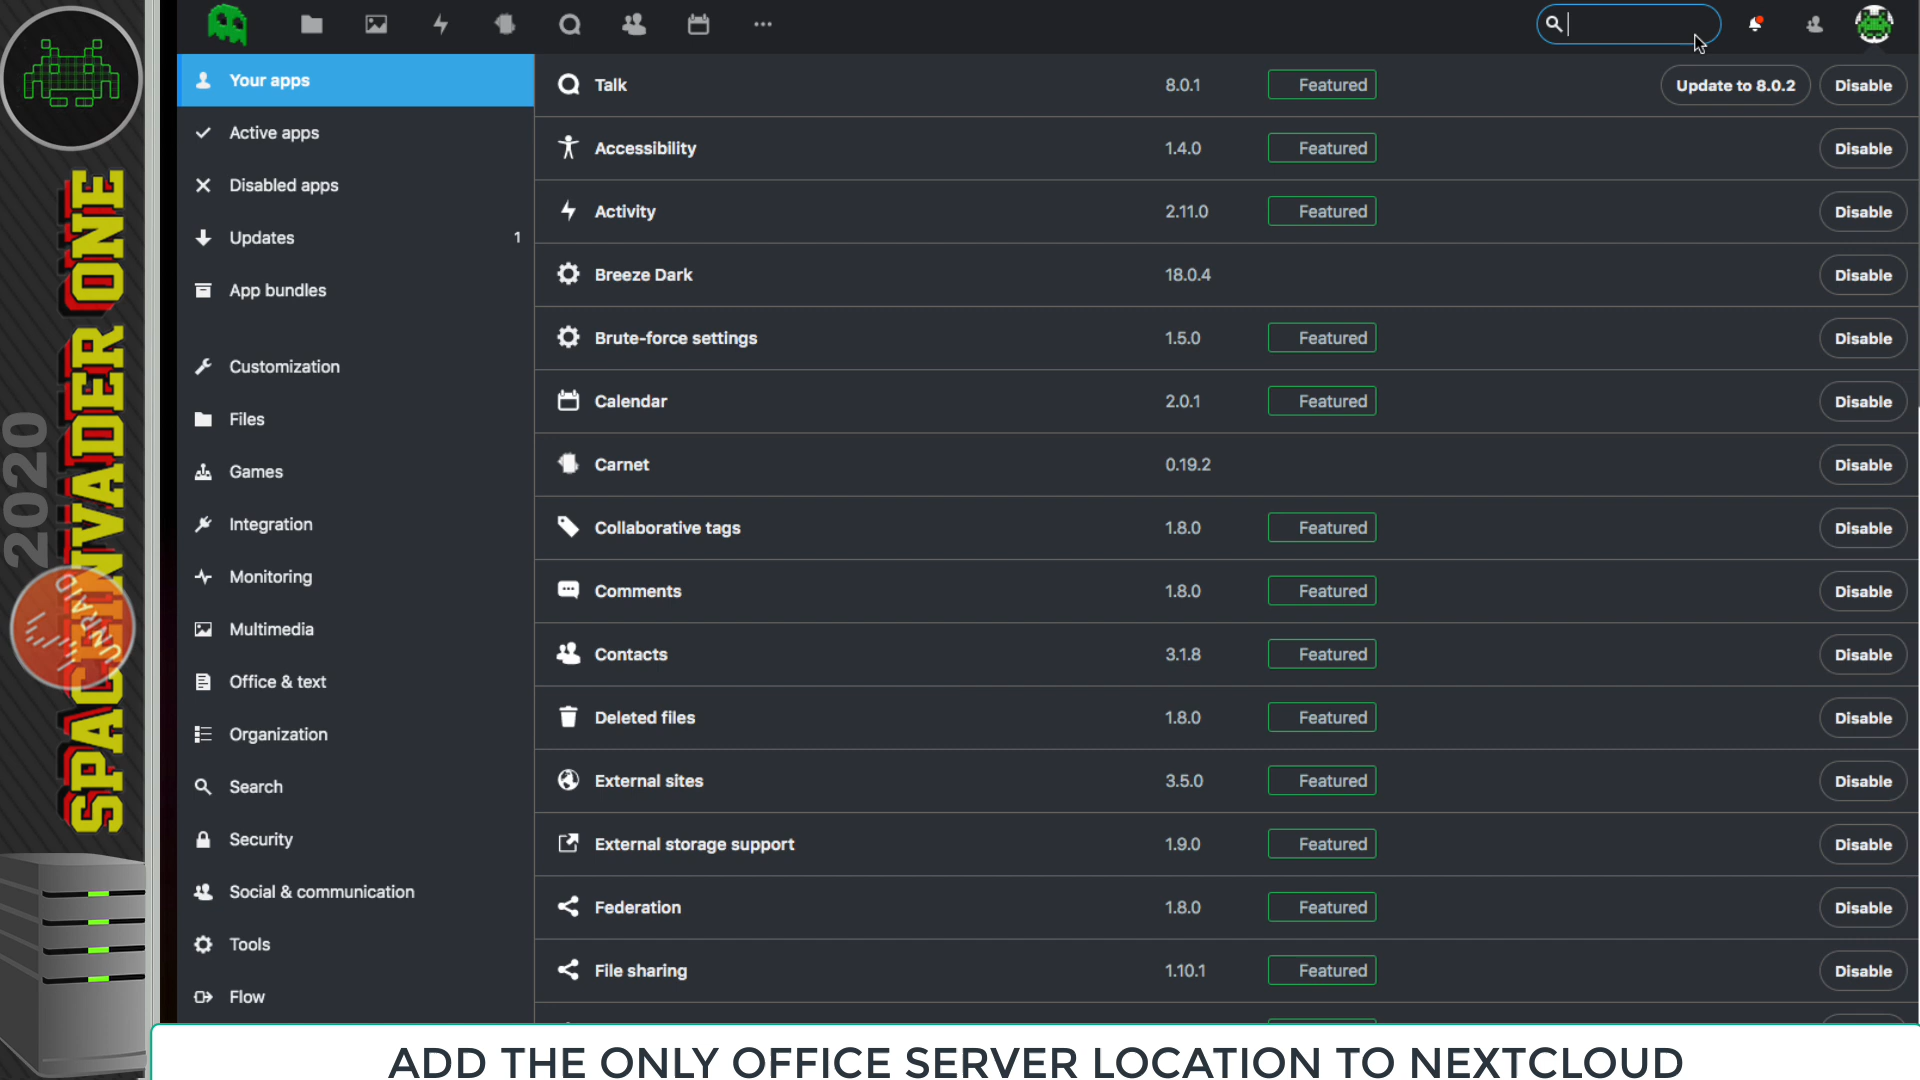 2020
SPACEINVADER ONE
UNRAID
Your apps
Active apps
Disabled apps
Updates 1
App bundles
Customization
Files
Games
Integration
Monitoring
Multimedia
Office & text
Organization
Search
Security
Social & communication
Tools
Flow
Talk 8.0.1 Featured Update to 8.0.2 Disable
Accessibility 1.4.0 Featured Disable
Activity 2.11.0 Featured Disable
Breeze Dark 18.0.4 Disable
Brute-force settings 1.5.0 Featured Disable
Calendar 2.0.1 Featured Disable
Carnet 0.19.2 Disable
Collaborative tags 1.8.0 Featured Disable
Comments 1.8.0 Featured Disable
Contacts 3.1.8 Featured Disable
Deleted files 1.8.0 Featured Disable
External sites 3.5.0 Featured Disable
External storage support 1.9.0 Featured Disable
Federation 1.8.0 Featured Disable
File sharing 1.10.1 Featured Disable
ADD THE ONLY OFFICE SERVER LOCATION TO NEXTCLOUD